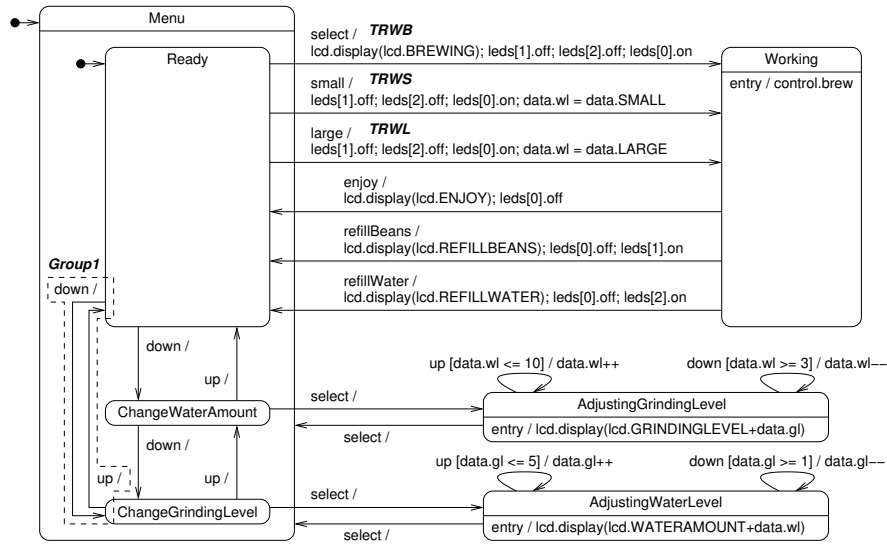 Menu
Ready
select / TRWB
lcd.display(lcd.BREWING); leds[1].off; leds[2].off; leds[0].on
small / TRWS
leds[1].off; leds[2].off; leds[0].on; data.wl = data.SMALL
large / TRWL
leds[1].off; leds[2].off; leds[0].on; data.wl = data.LARGE
enjoy /
lcd.display(lcd.ENJOY); leds[0].off
refillBeans /
lcd.display(lcd.REFILLBEANS); leds[0].off; leds[1].on
refillWater /
lcd.display(lcd.REFILLWATER); leds[0].off; leds[2].on
Working
entry / control.brew
Group1
down /
down /
up /
ChangeWaterAmount
select /
select /
up [data.wl <= 10] / data.wl++
down [data.wl >= 3] / data.wl−−
AdjustingGrindingLevel
entry / lcd.display(lcd.GRINDINGLEVEL+data.gl)
down /
up /
up /
ChangeGrindingLevel
select /
select /
up [data.gl <= 5] / data.gl++
down [data.gl >= 1] / data.gl−−
AdjustingWaterLevel
entry / lcd.display(lcd.WATERAMOUNT+data.wl)